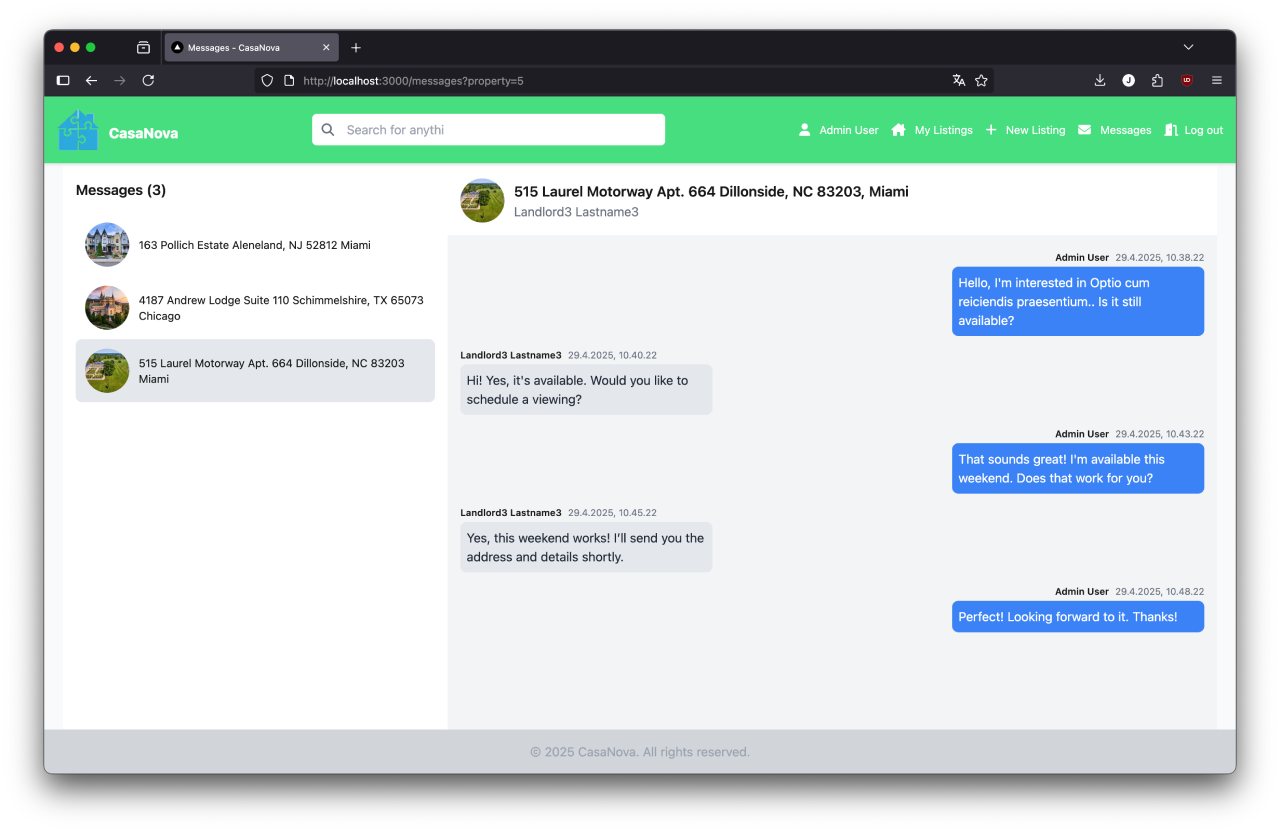 Messages - CasaNova
http://localhost:3000/messages?property=5
J
CasaNova
Search for anythi
Admin User
My Listings
New Listing
Messages
Log out
Messages (3)
163 Pollich Estate Aleneland, NJ 52812 Miami
4187 Andrew Lodge Suite 110 Schimmelshire, TX 65073
Chicago
515 Laurel Motorway Apt. 664 Dillonside, NC 83203
Miami
515 Laurel Motorway Apt. 664 Dillonside, NC 83203, Miami
Landlord3 Lastname3
Admin User 29.4.2025, 10.38.22
Hello, I'm interested in Optio cum
reiciendis praesentium.. Is it still
available?
Landlord3 Lastname3 29.4.2025, 10.40.22
Hi! Yes, it's available. Would you like to
schedule a viewing?
Admin User 29.4.2025, 10.43.22
That sounds great! I'm available this
weekend. Does that work for you?
Landlord3 Lastname3 29.4.2025, 10.45.22
Yes, this weekend works! I’ll send you the
address and details shortly.
Admin User 29.4.2025, 10.48.22
Perfect! Looking forward to it. Thanks!
© 2025 CasaNova. All rights reserved.